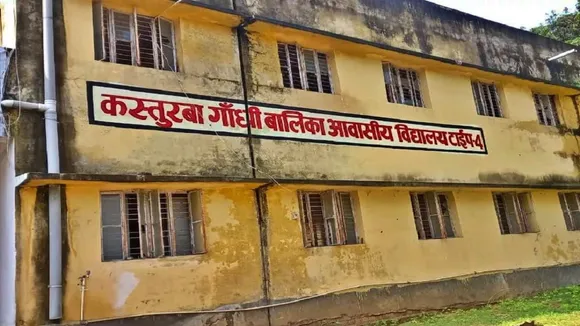 कस्तुरबा गाँधी बालिका आवासीय विद्यालय टाईप-4